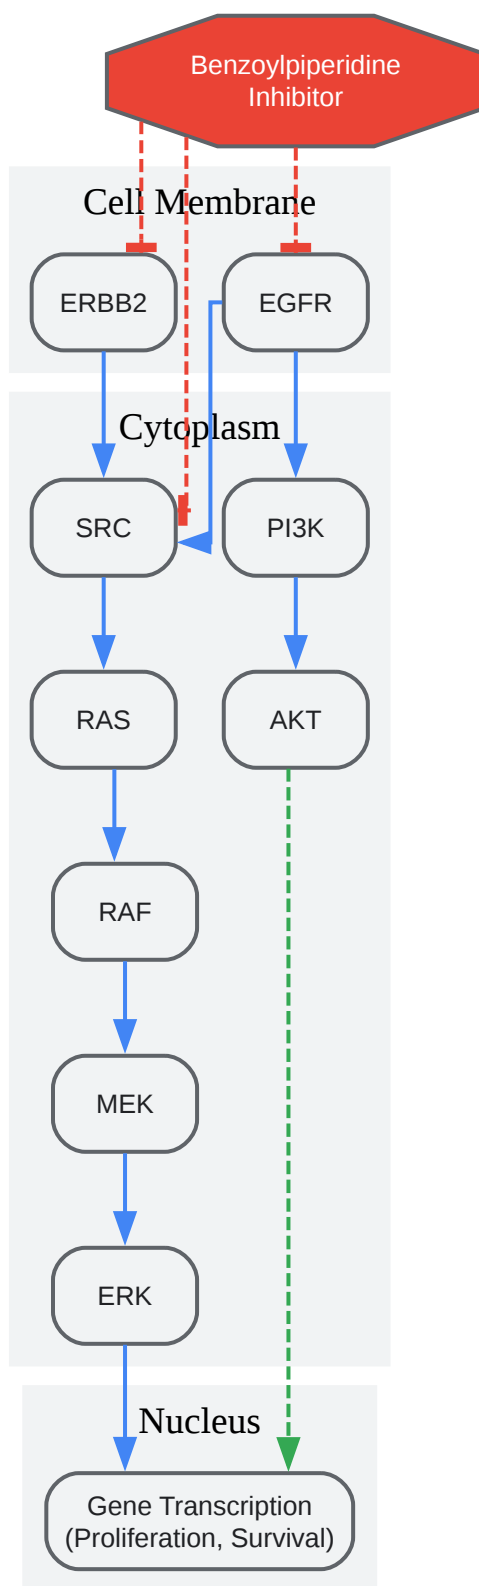 Benzoylpiperidine
Inhibitor
Cell Membrane
ERBB2
EGFR
Cytoplasm
SRC
PI3K
RAS
AKT
RAF
MEK
ERK
Nucleus
Gene Transcription
(Proliferation, Survival)